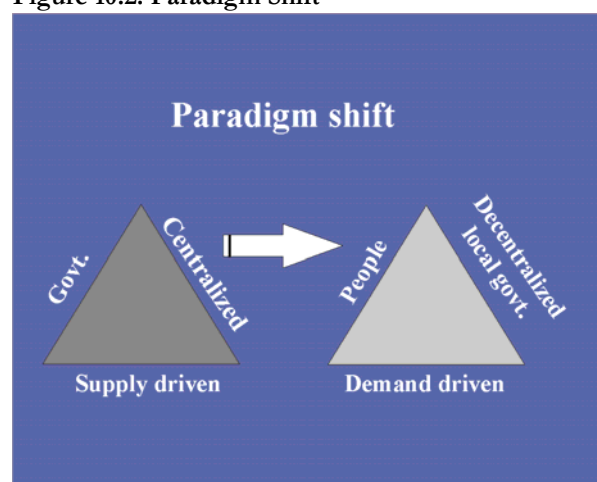 Figure 10.2. Paradigm Shift
Paradigm shift
Govt.
Centralized
Supply driven
People
Decentralized
local govt.
Demand driven